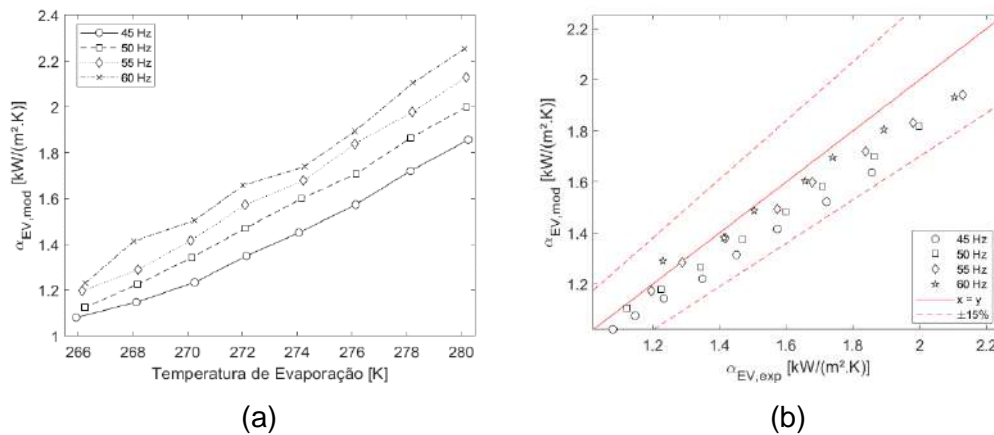 2.4
2.2
2
1.8
1.6
1.4
1.2
1
α_EV,mod [kW/(m².K)]
45 Hz
50 Hz
55 Hz
60 Hz
266 268 270 272 274 276 278 280
Temperatura de Evaporação [K]
(a)
2.2
2
1.8
1.6
1.4
1.2
α_EV,mod [kW/(m².K)]
45 Hz
50 Hz
55 Hz
60 Hz
x = y
±15%
1.2 1.4 1.6 1.8 2 2.2
α_EV,exp [kW/(m².K)]
(b)